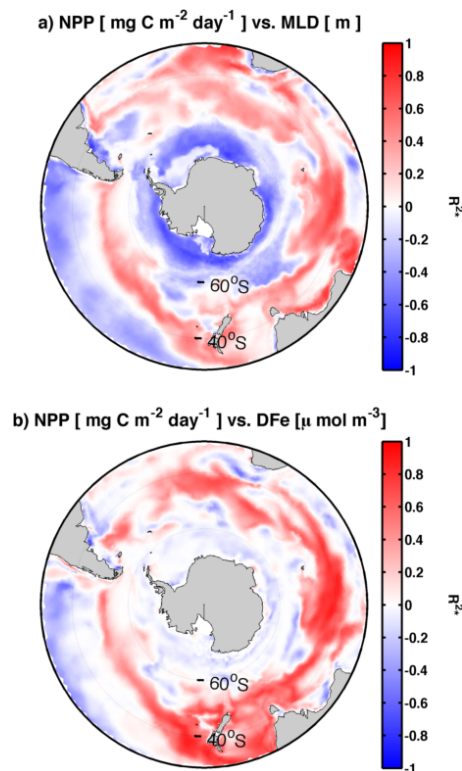 a) NPP [ mg C m⁻² day⁻¹ ] vs. MLD [ m ]
1
0.8
0.6
0.4
0.2
0
-0.2
-0.4
-0.6
-0.8
-1
R²*
60°S
40°S
b) NPP [ mg C m⁻² day⁻¹ ] vs. DFe [μ mol m⁻³]
1
0.8
0.6
0.4
0.2
0
-0.2
-0.4
-0.6
-0.8
-1
R²*
60°S
40°S